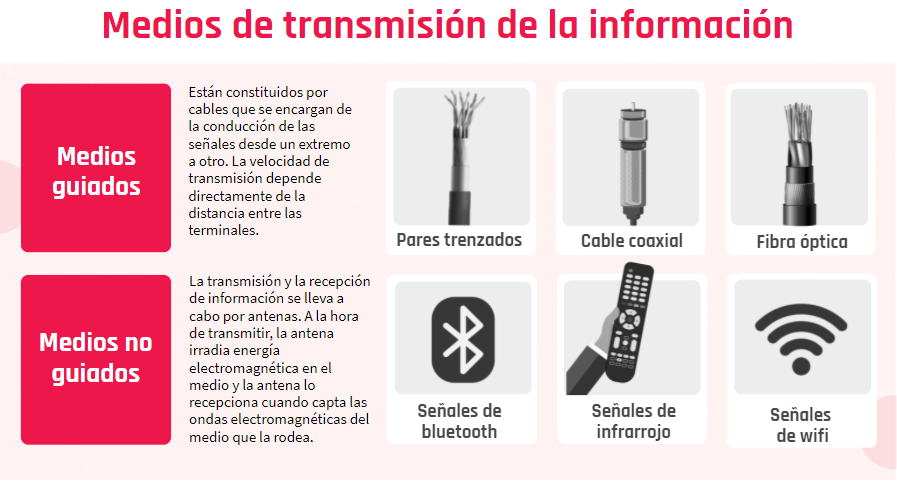 Medios de transmisión de la información
Medios
guiados
Están constituidos por
cables que se encargan de
la conducción de las
señales desde un extremo
a otro. La velocidad de
transmisión depende
directamente de la
distancia entre las
terminales.
Pares trenzados
Cable coaxial
Fibra óptica
Medios no
guiados
La transmisión y la recepción
de información se lleva a
cabo por antenas. A la hora
de transmitir, la antena
irradia energía
electromagnética en el
medio y la antena lo
recepciona cuando capta las
ondas electromagnéticas del
medio que la rodea.
Señales de
bluetooth
Señales de
infrarrojo
Señales
de wifi